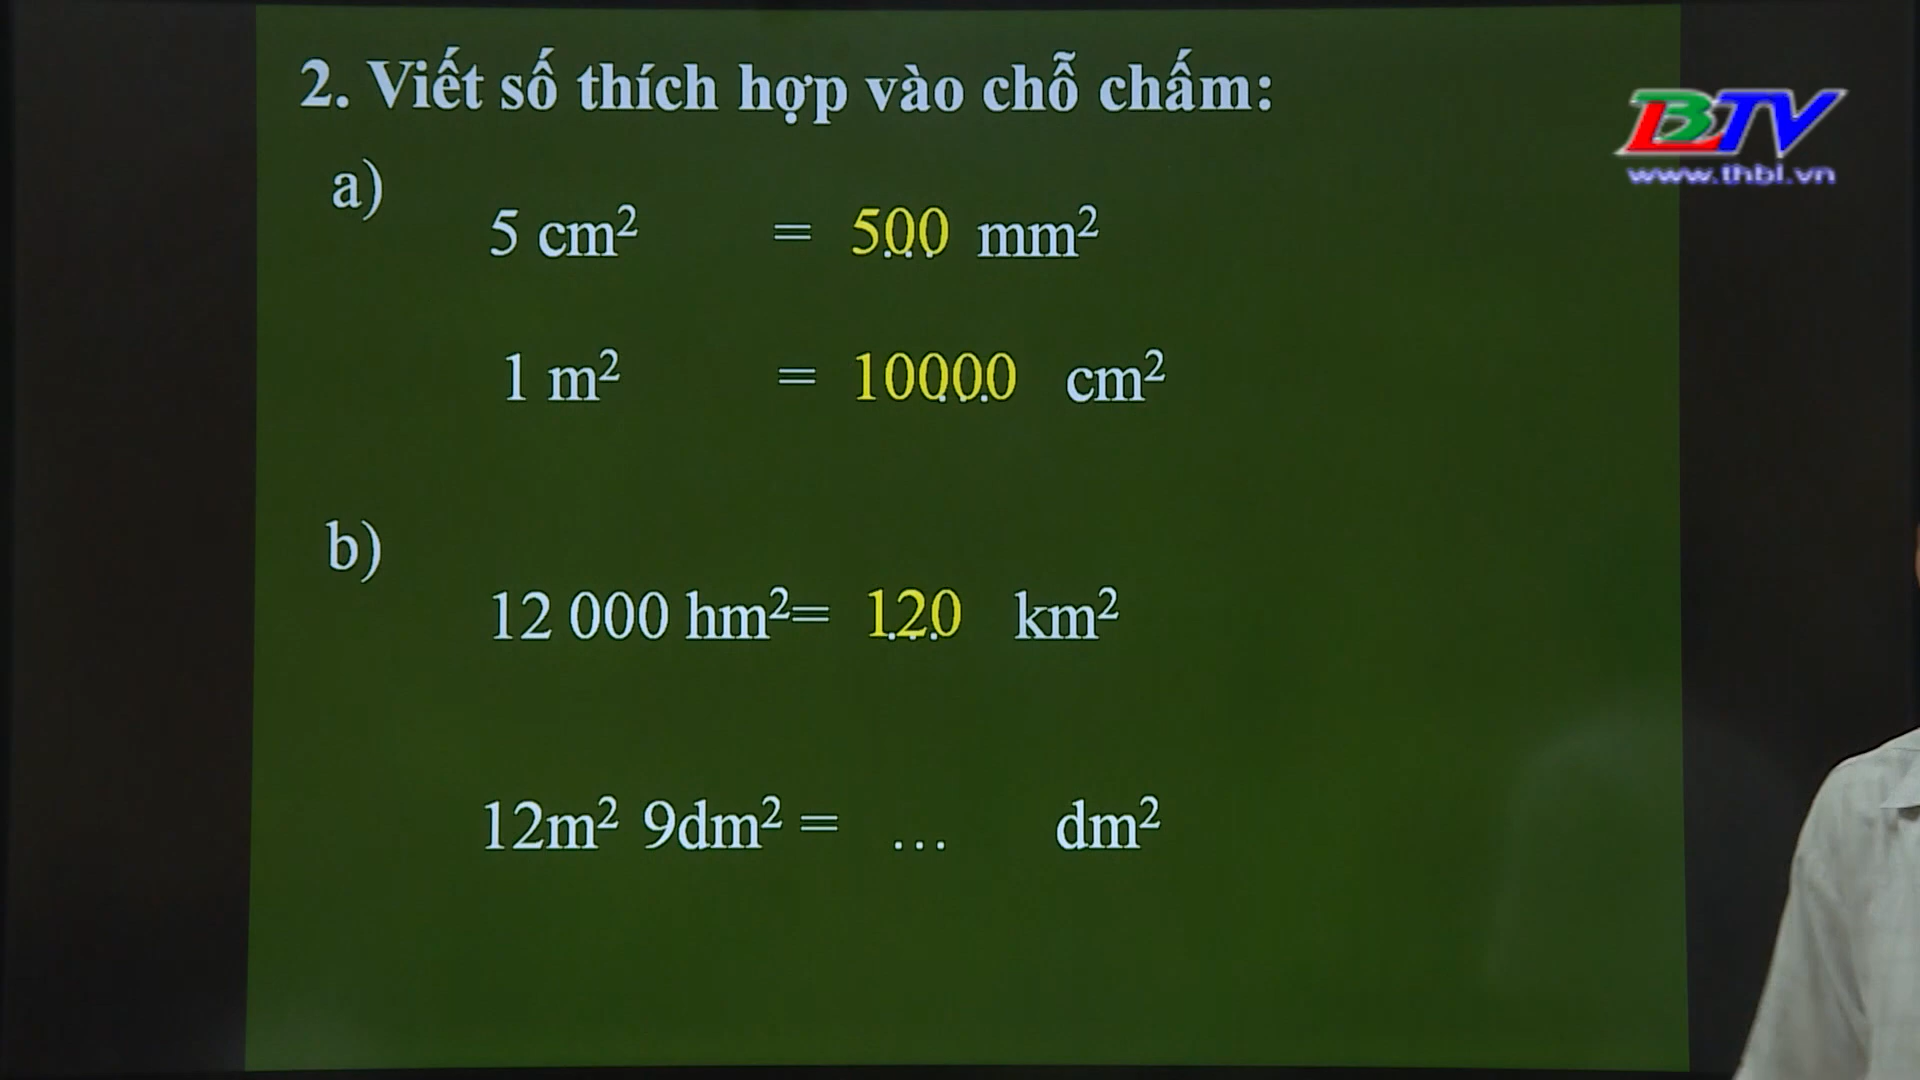 2. Viết số thích hợp vào chỗ chấm:
BTV
www.thbl.vn
a)
5 cm² = 500 mm²
1 m² = 10000 cm²
b)
12 000 hm²= 120 km²
12m² 9dm² = ... dm²